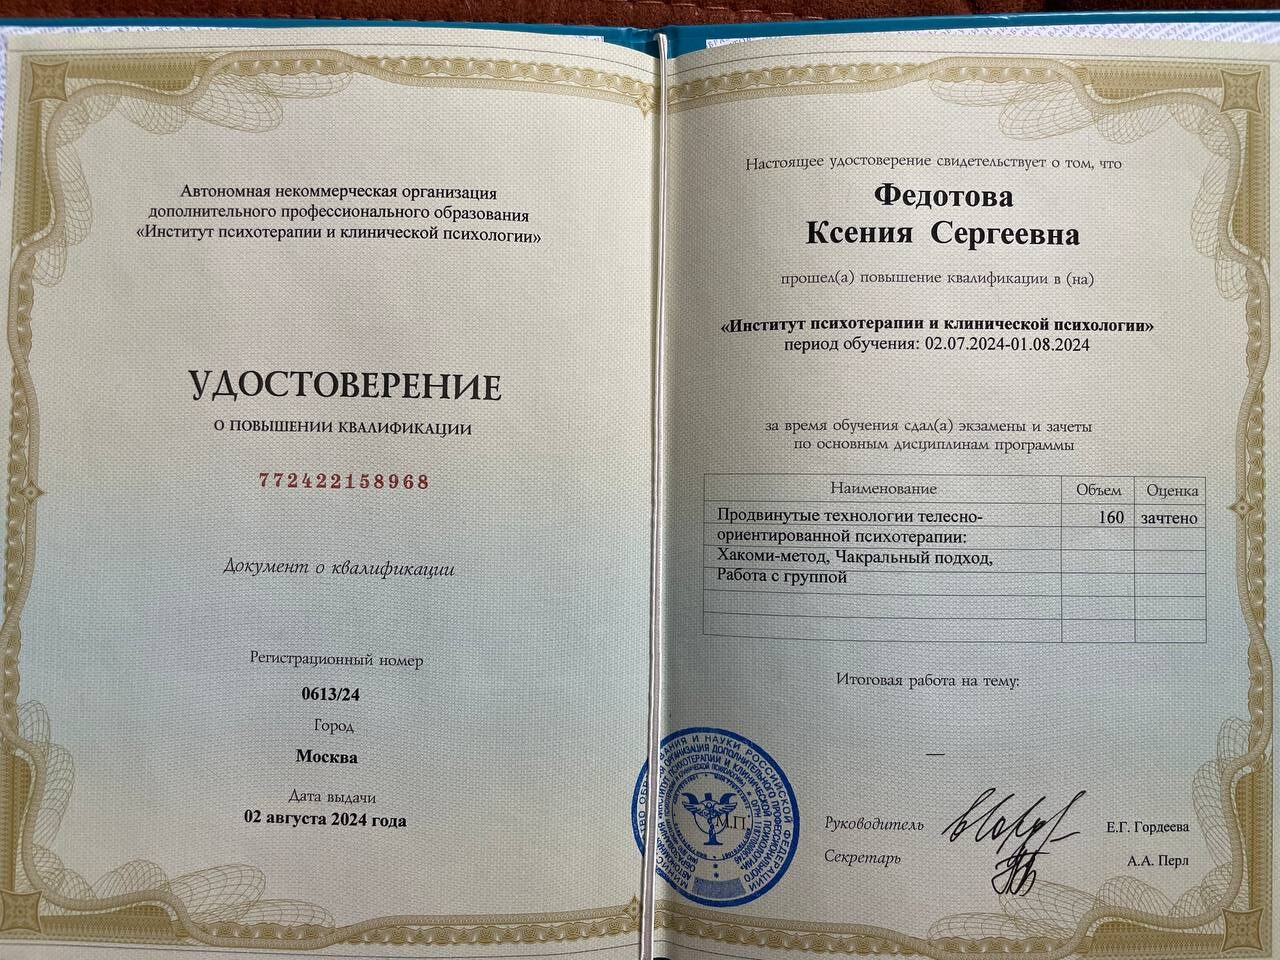 Автономная некоммерческая организация
дополнительного профессионального образования
«Институт психотерапии и клинической психологии»
УДОСТОВЕРЕНИЕ
О ПОВЫШЕНИИ КВАЛИФИКАЦИИ
772422158968
Документ о квалификации
Регистрационный номер
0613/24
Город
Москва
Дата выдачи
02 августа 2024 года
Настоящее удостоверение свидетельствует о том, что
Федотова
Ксения Сергеевна
прошел(а) повышение квалификации в (на)
«Институт психотерапии и клинической психологии»
период обучения: 02.07.2024-01.08.2024
за время обучения сдал(а) экзамены и зачеты
по основным дисциплинам программы
Наименование Объем Оценка
Продвинутые технологии телесно- 160 зачтено
ориентированной психотерапии:
Хакоми-метод, Чакральный подход,
Работа с группой
Итоговая работа на тему:
—
М.П.
Руководитель Е.Г. Гордеева
Секретарь А.А. Перл